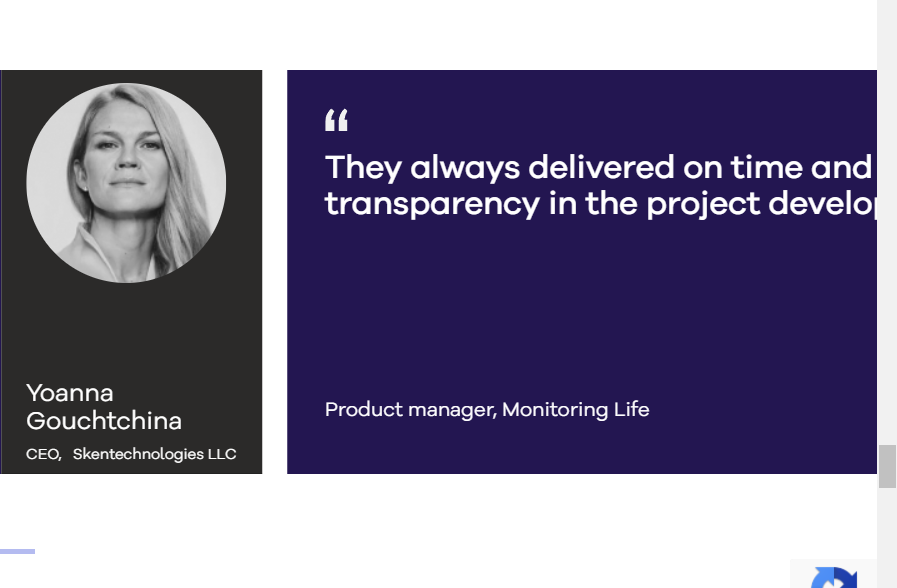 Yoanna
Gouchtchina
CEO, Skentechnologies LLC
“
They always delivered on time and
transparency in the project develop
Product manager, Monitoring Life